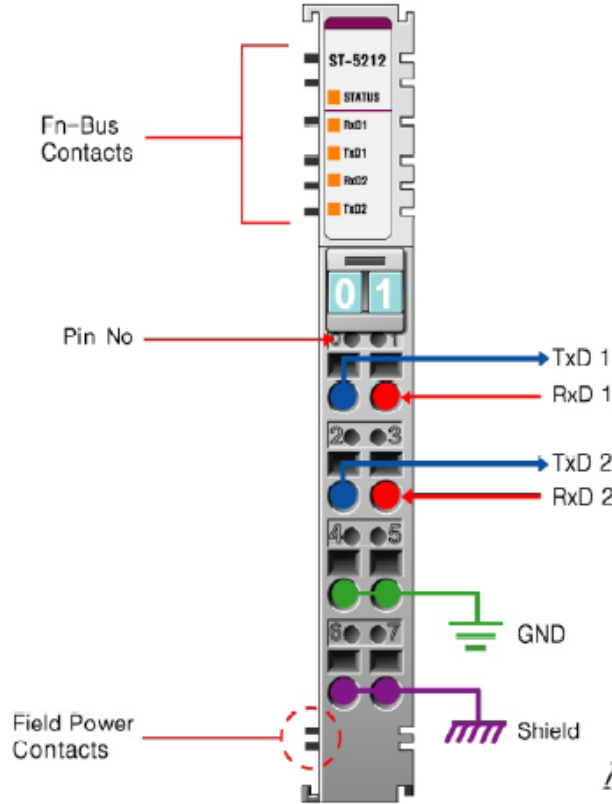 ST-5212
STATUS
RxD1
TxD1
RxD2
TxD2
Fn-Bus
Contacts
01
Pin No
0 1
TxD 1
RxD 1
2 3
TxD 2
RxD 2
4 5
GND
6 7
Shield
Field Power
Contacts